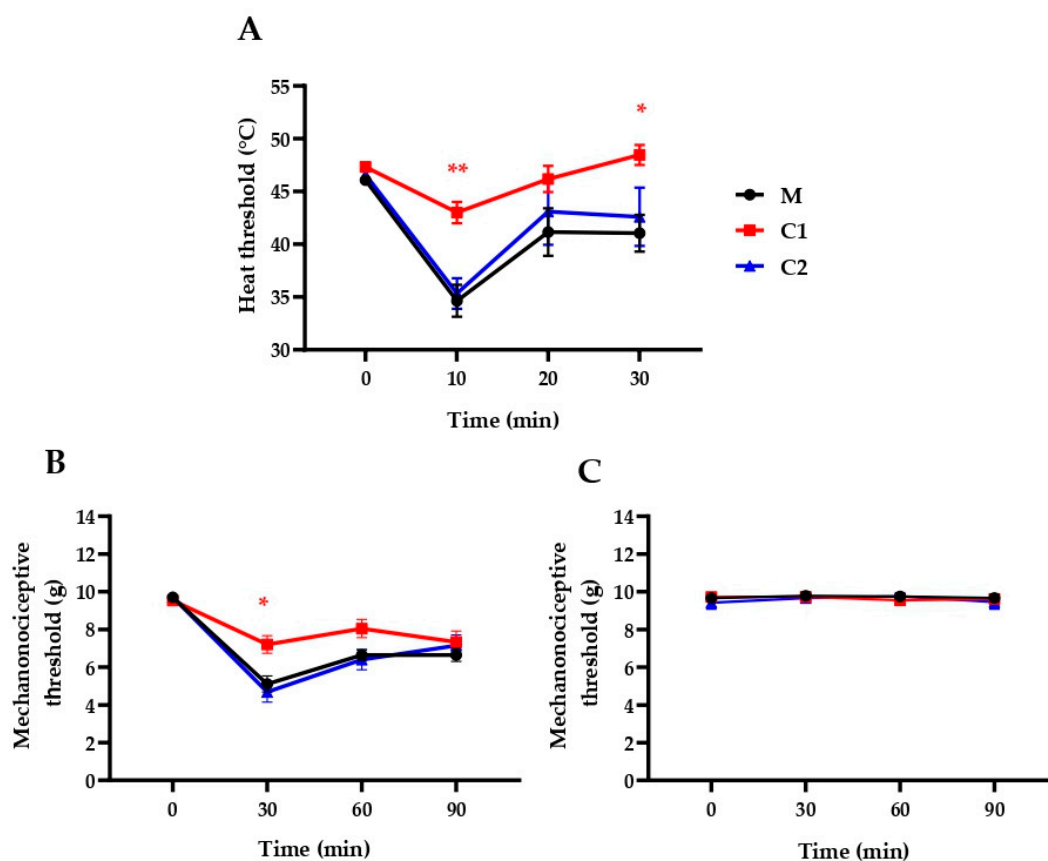 A
55
50
45
40
35
30
Heat threshold (°C)
**
*
0 10 20 30
Time (min)
M
C1
C2
B
14
12
10
8
6
4
2
0
Mechanonociceptive
threshold (g)
*
0 30 60 90
Time (min)
C
14
12
10
8
6
4
2
0
Mechanonociceptive
threshold (g)
0 30 60 90
Time (min)